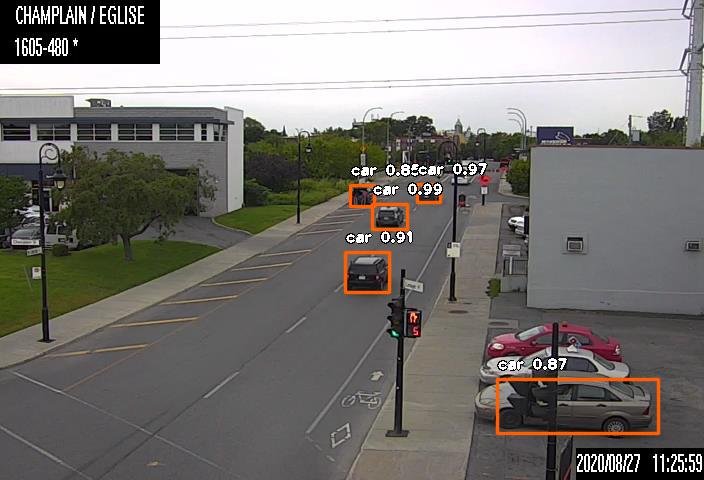 CHAMPLAIN / EGLISE
1605-480 *
car 0.85
car 0.97
car 0.99
car 0.91
car 0.87
2020/08/27 11:25:59